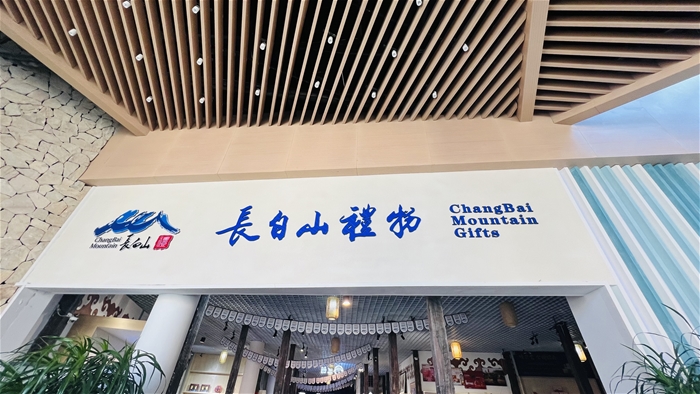 ChangBai
Mountain 長白山
長白山禮物
ChangBai
Mountain
Gifts